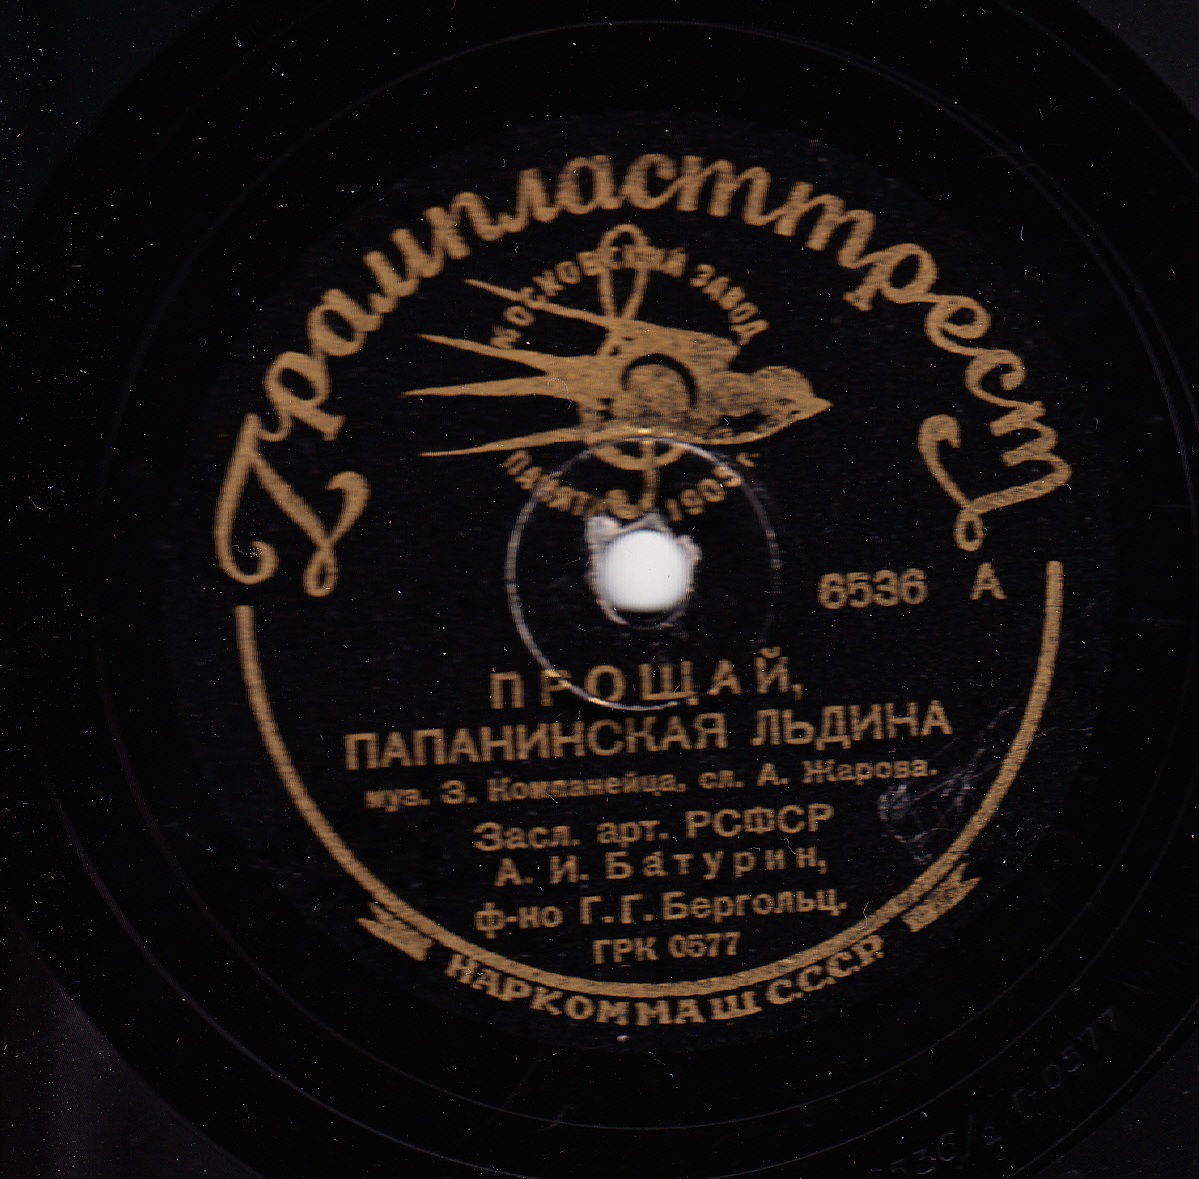 Грампласттрест
МОСКОВСКИЙ ЗАВОД
ПАМЯТИ 1905 г.
6536 А
ПРОЩАЙ,
ПАПАНИНСКАЯ ЛЬДИНА
муз. З. Компанейца, сл. А. Жарова.
Засл. арт. РСФСР
А. И. Батурин,
ф-но Г. Г. Бергольц.
ГРК 0577
НАРКОММАШ С.С.С.Р.
Г-0577